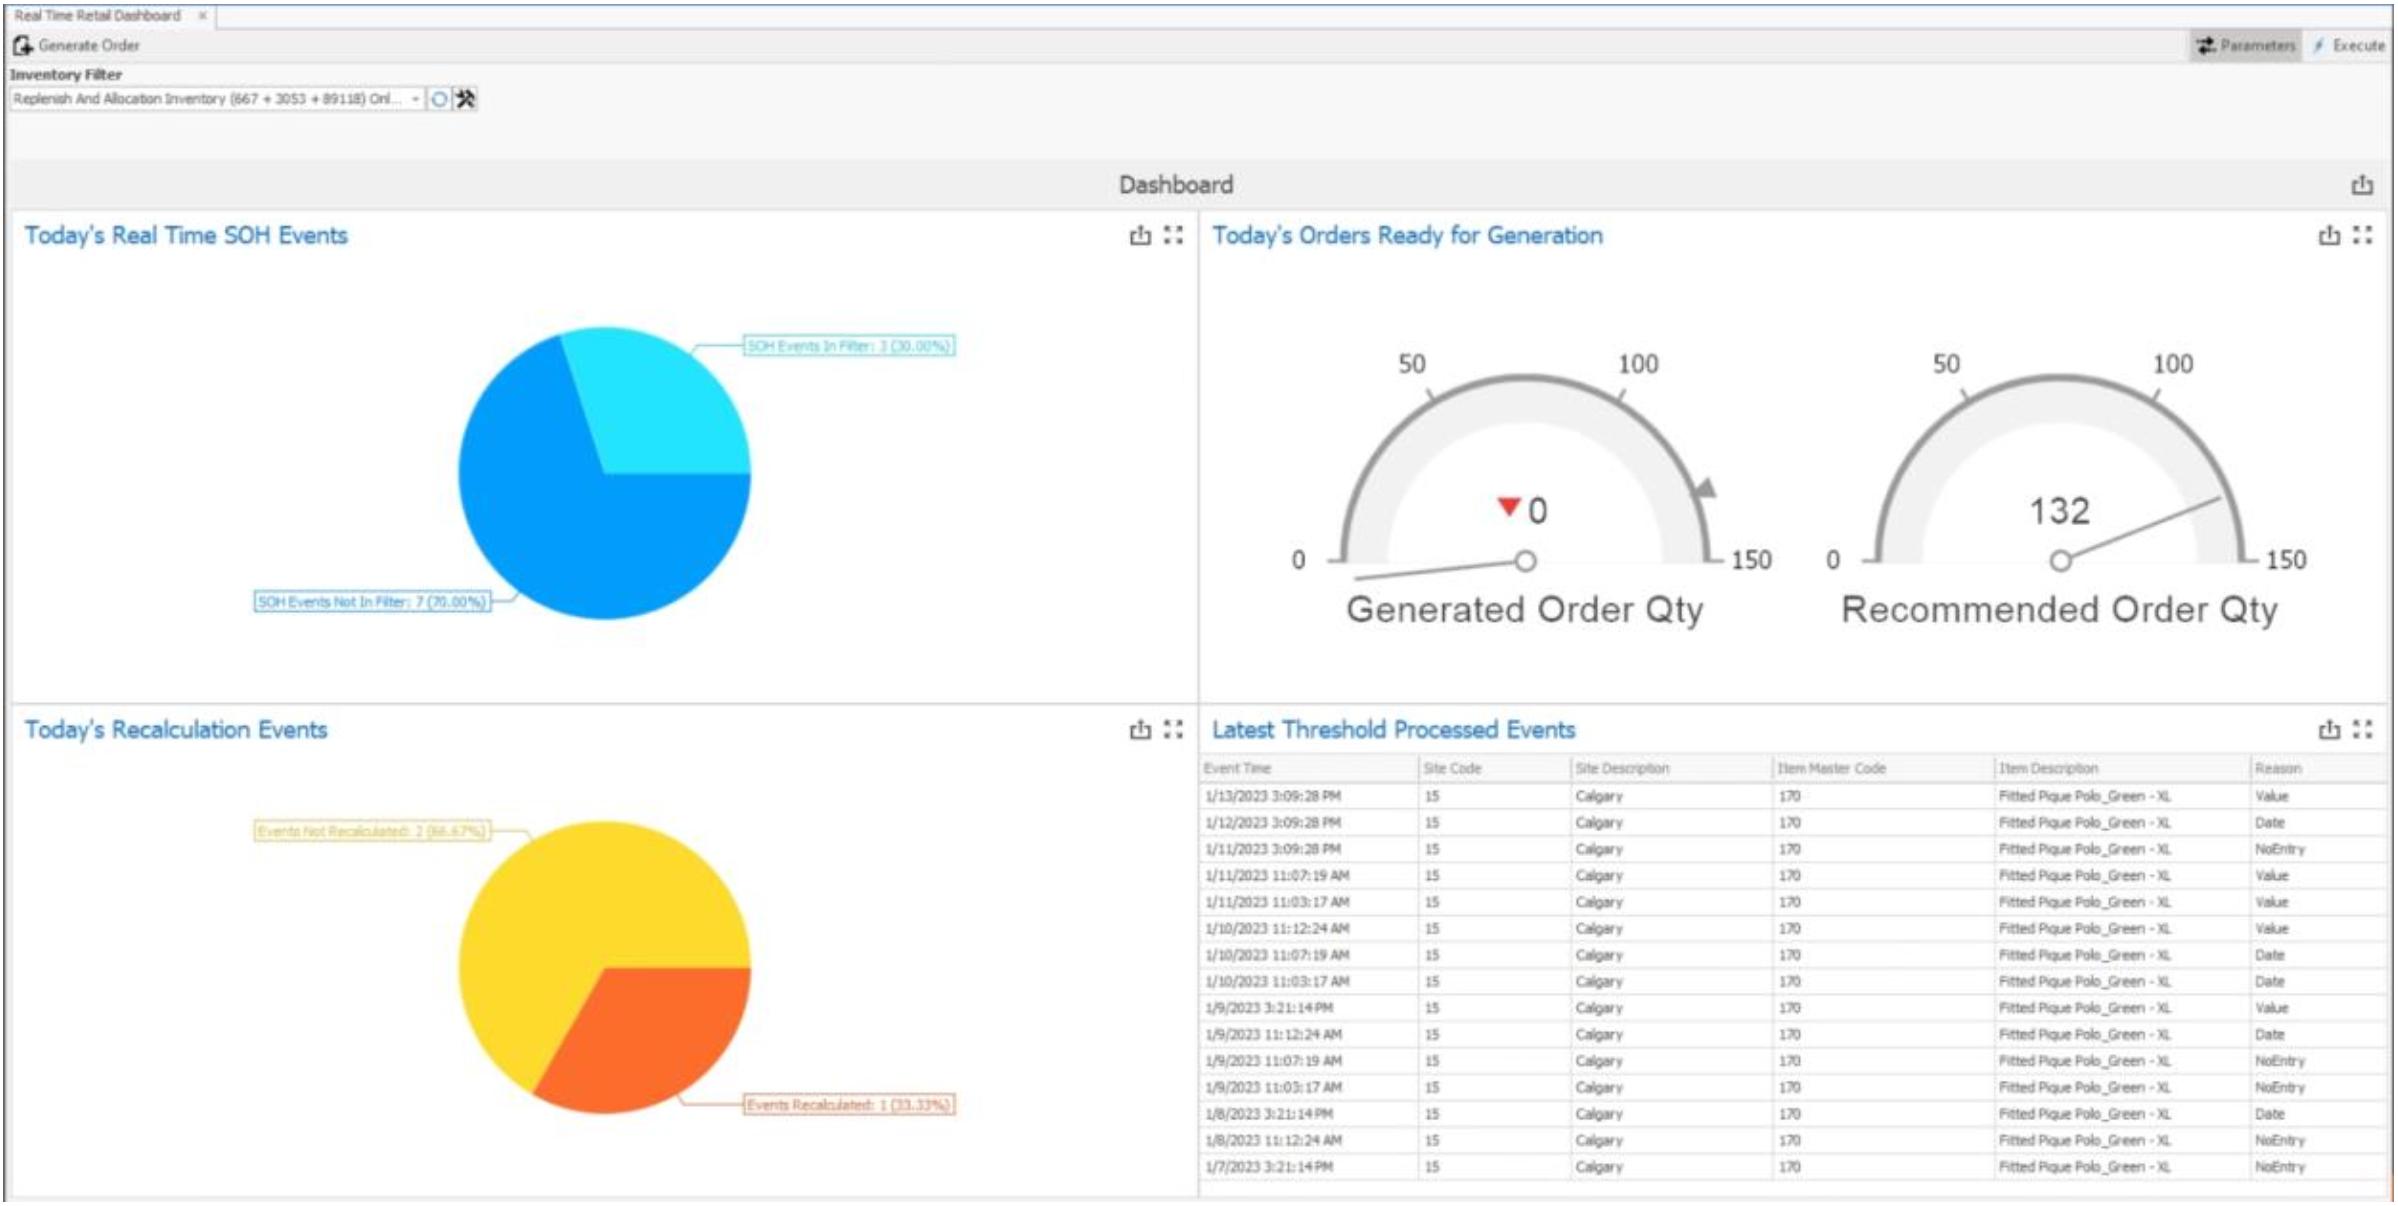 Real Time Retail Dashboard ×
Generate Order
Parameters Execute
Inventory Filter
Replenish And Allocation Inventory (667 + 3053 + 89118) Onl...
Dashboard
Today's Real Time SOH Events
SOH Events In Filter: 3 (30.00%)
SOH Events Not In Filter: 7 (70.00%)
Today's Orders Ready for Generation
50 100
0
0 150
Generated Order Qty
50 100
132
0 150
Recommended Order Qty
Today's Recalculation Events
Events Not Recalculated: 2 (66.67%)
Events Recalculated: 1 (33.33%)
Latest Threshold Processed Events
Event Time Site Code Site Description Item Master Code Item Description Reason
1/13/2023 3:09:28 PM 15 Calgary 170 Fitted Pique Polo_Green - XL Value
1/12/2023 3:09:28 PM 15 Calgary 170 Fitted Pique Polo_Green - XL Date
1/11/2023 3:09:28 PM 15 Calgary 170 Fitted Pique Polo_Green - XL NoEntry
1/11/2023 11:07:19 AM 15 Calgary 170 Fitted Pique Polo_Green - XL Value
1/11/2023 11:03:17 AM 15 Calgary 170 Fitted Pique Polo_Green - XL Value
1/10/2023 11:12:24 AM 15 Calgary 170 Fitted Pique Polo_Green - XL Value
1/10/2023 11:07:19 AM 15 Calgary 170 Fitted Pique Polo_Green - XL Date
1/10/2023 11:03:17 AM 15 Calgary 170 Fitted Pique Polo_Green - XL Date
1/9/2023 3:21:14 PM 15 Calgary 170 Fitted Pique Polo_Green - XL Value
1/9/2023 11:12:24 AM 15 Calgary 170 Fitted Pique Polo_Green - XL Date
1/9/2023 11:07:19 AM 15 Calgary 170 Fitted Pique Polo_Green - XL NoEntry
1/9/2023 11:03:17 AM 15 Calgary 170 Fitted Pique Polo_Green - XL NoEntry
1/8/2023 3:21:14 PM 15 Calgary 170 Fitted Pique Polo_Green - XL Date
1/8/2023 11:12:24 AM 15 Calgary 170 Fitted Pique Polo_Green - XL NoEntry
1/7/2023 3:21:14 PM 15 Calgary 170 Fitted Pique Polo_Green - XL NoEntry